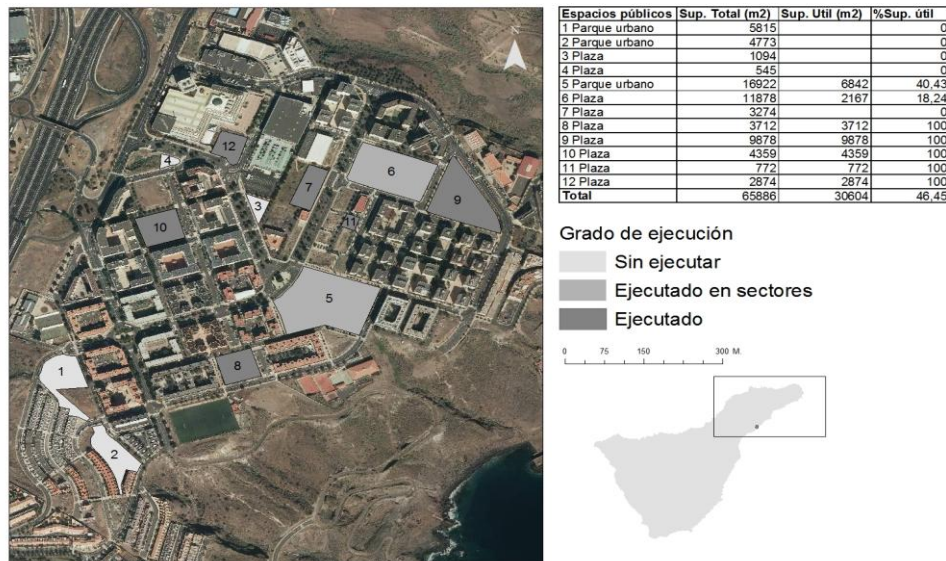 Espacios públicos Sup. Total (m2) Sup. Util (m2) %Sup. útil
1 Parque urbano 5815 0
2 Parque urbano 4773 0
3 Plaza 1094 0
4 Plaza 545 0
5 Parque urbano 16922 6842 40,43
6 Plaza 11878 2167 18,24
7 Plaza 3274 0
8 Plaza 3712 3712 100
9 Plaza 9878 9878 100
10 Plaza 4359 4359 100
11 Plaza 772 772 100
12 Plaza 2874 2874 100
Total 65886 30604 46,45
Grado de ejecución
Sin ejecutar
Ejecutado en sectores
Ejecutado
0 75 150 300 M.
N
12
4
6
7
9
3
11
10
5
8
1
2